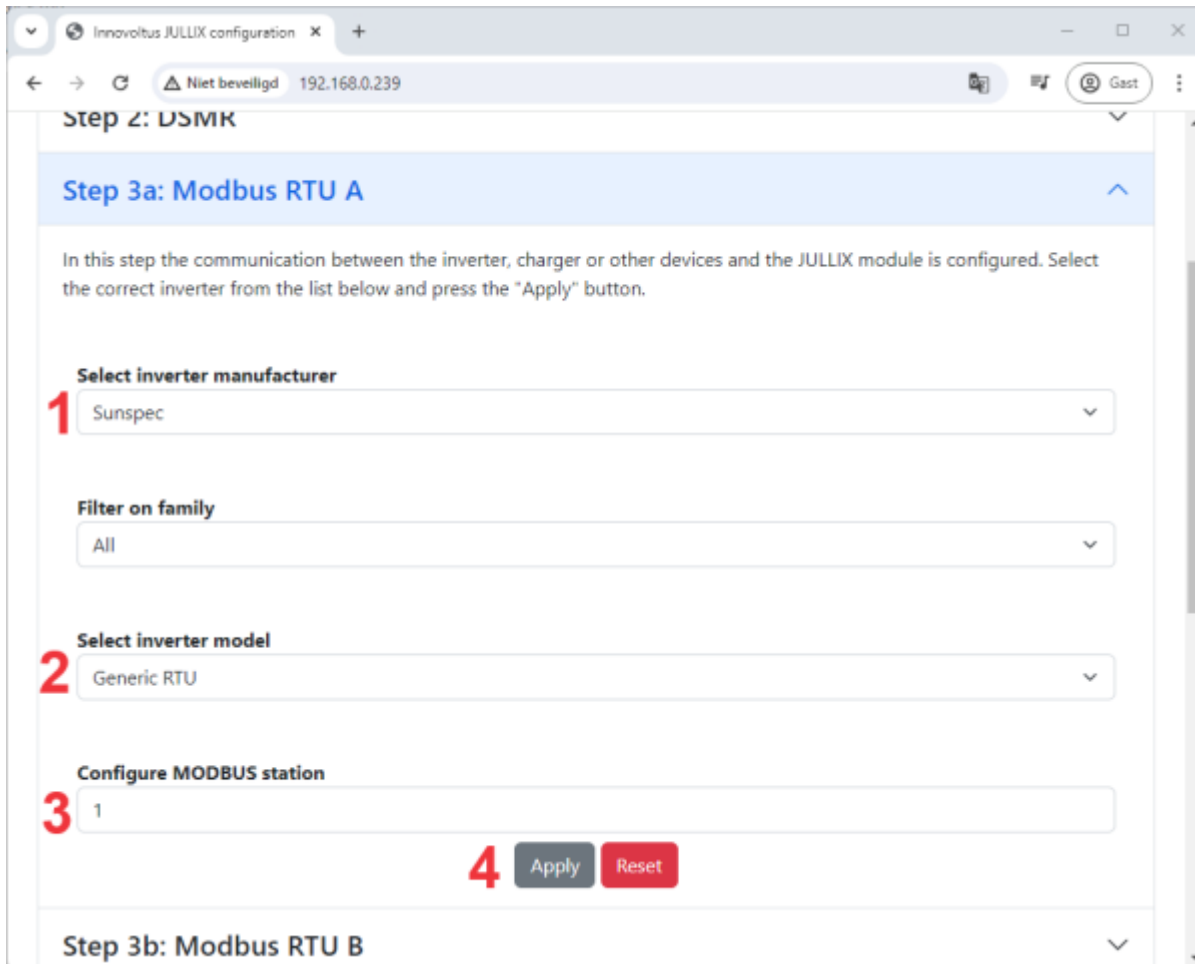 Innovoltus JULLIX configuration
Niet beveiligd 192.168.0.239
Gast
Step 2: DSMR
Step 3a: Modbus RTU A
In this step the communication between the inverter, charger or other devices and the JULLIX module is configured. Select
the correct inverter from the list below and press the "Apply" button.
Select inverter manufacturer
1 Sunspec
Filter on family
All
Select inverter model
2 Generic RTU
Configure MODBUS station
3 1
4 Apply Reset
Step 3b: Modbus RTU B